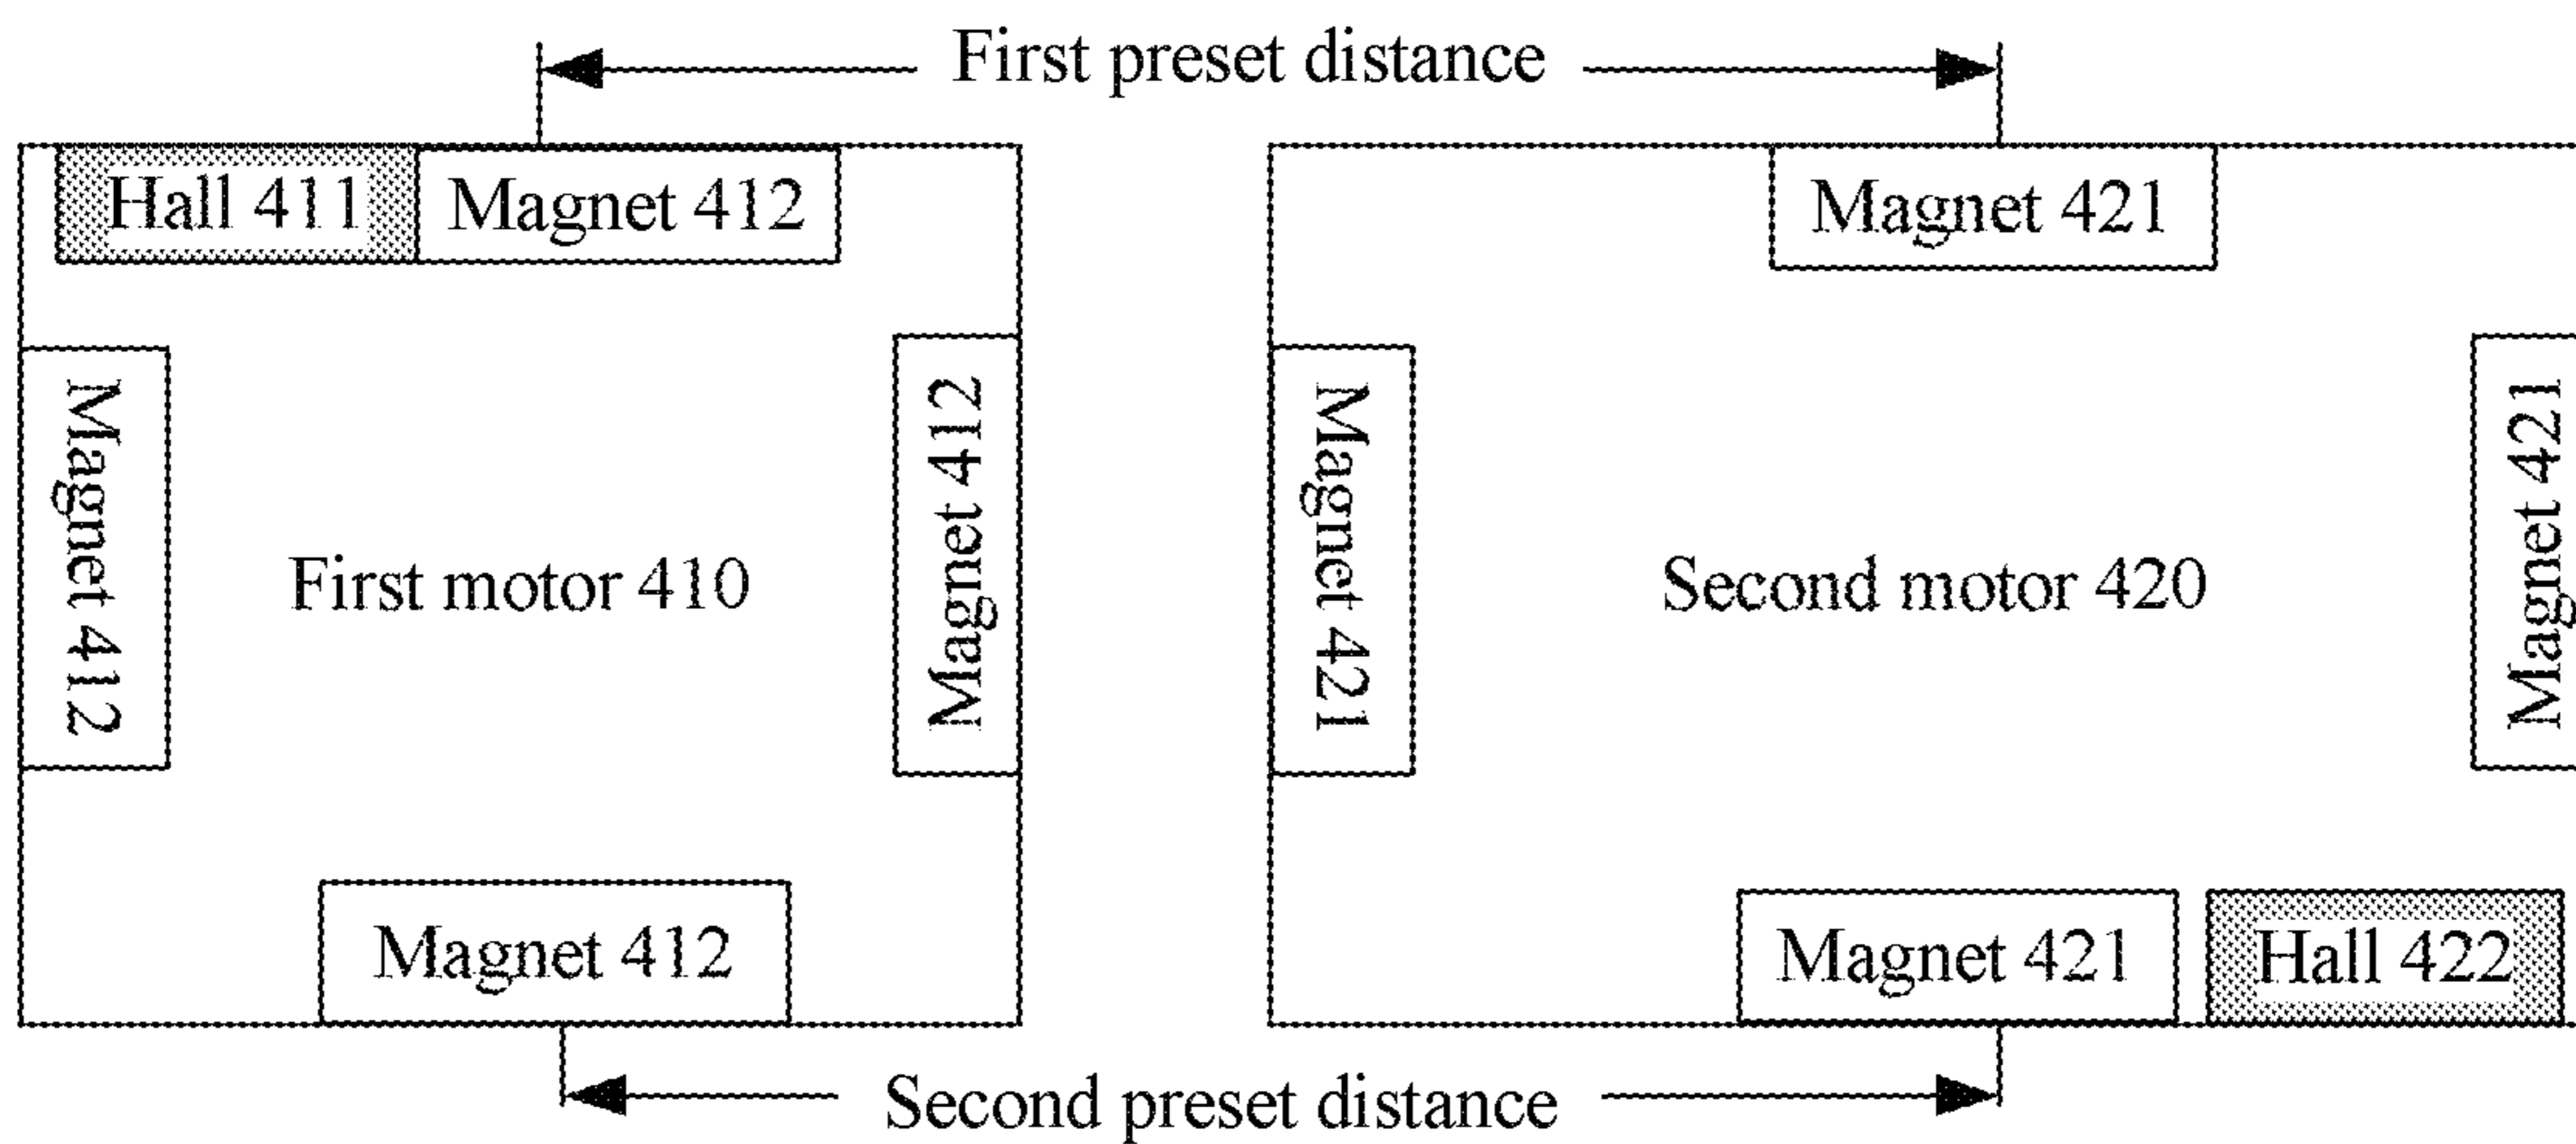 First preset distance
Hall 411
Magnet 412
Magnet 421
Magnet 412
First motor 410
Magnet 412
Magnet 421
Second motor 420
Magnet 421
Magnet 412
Magnet 421
Hall 422
Second preset distance